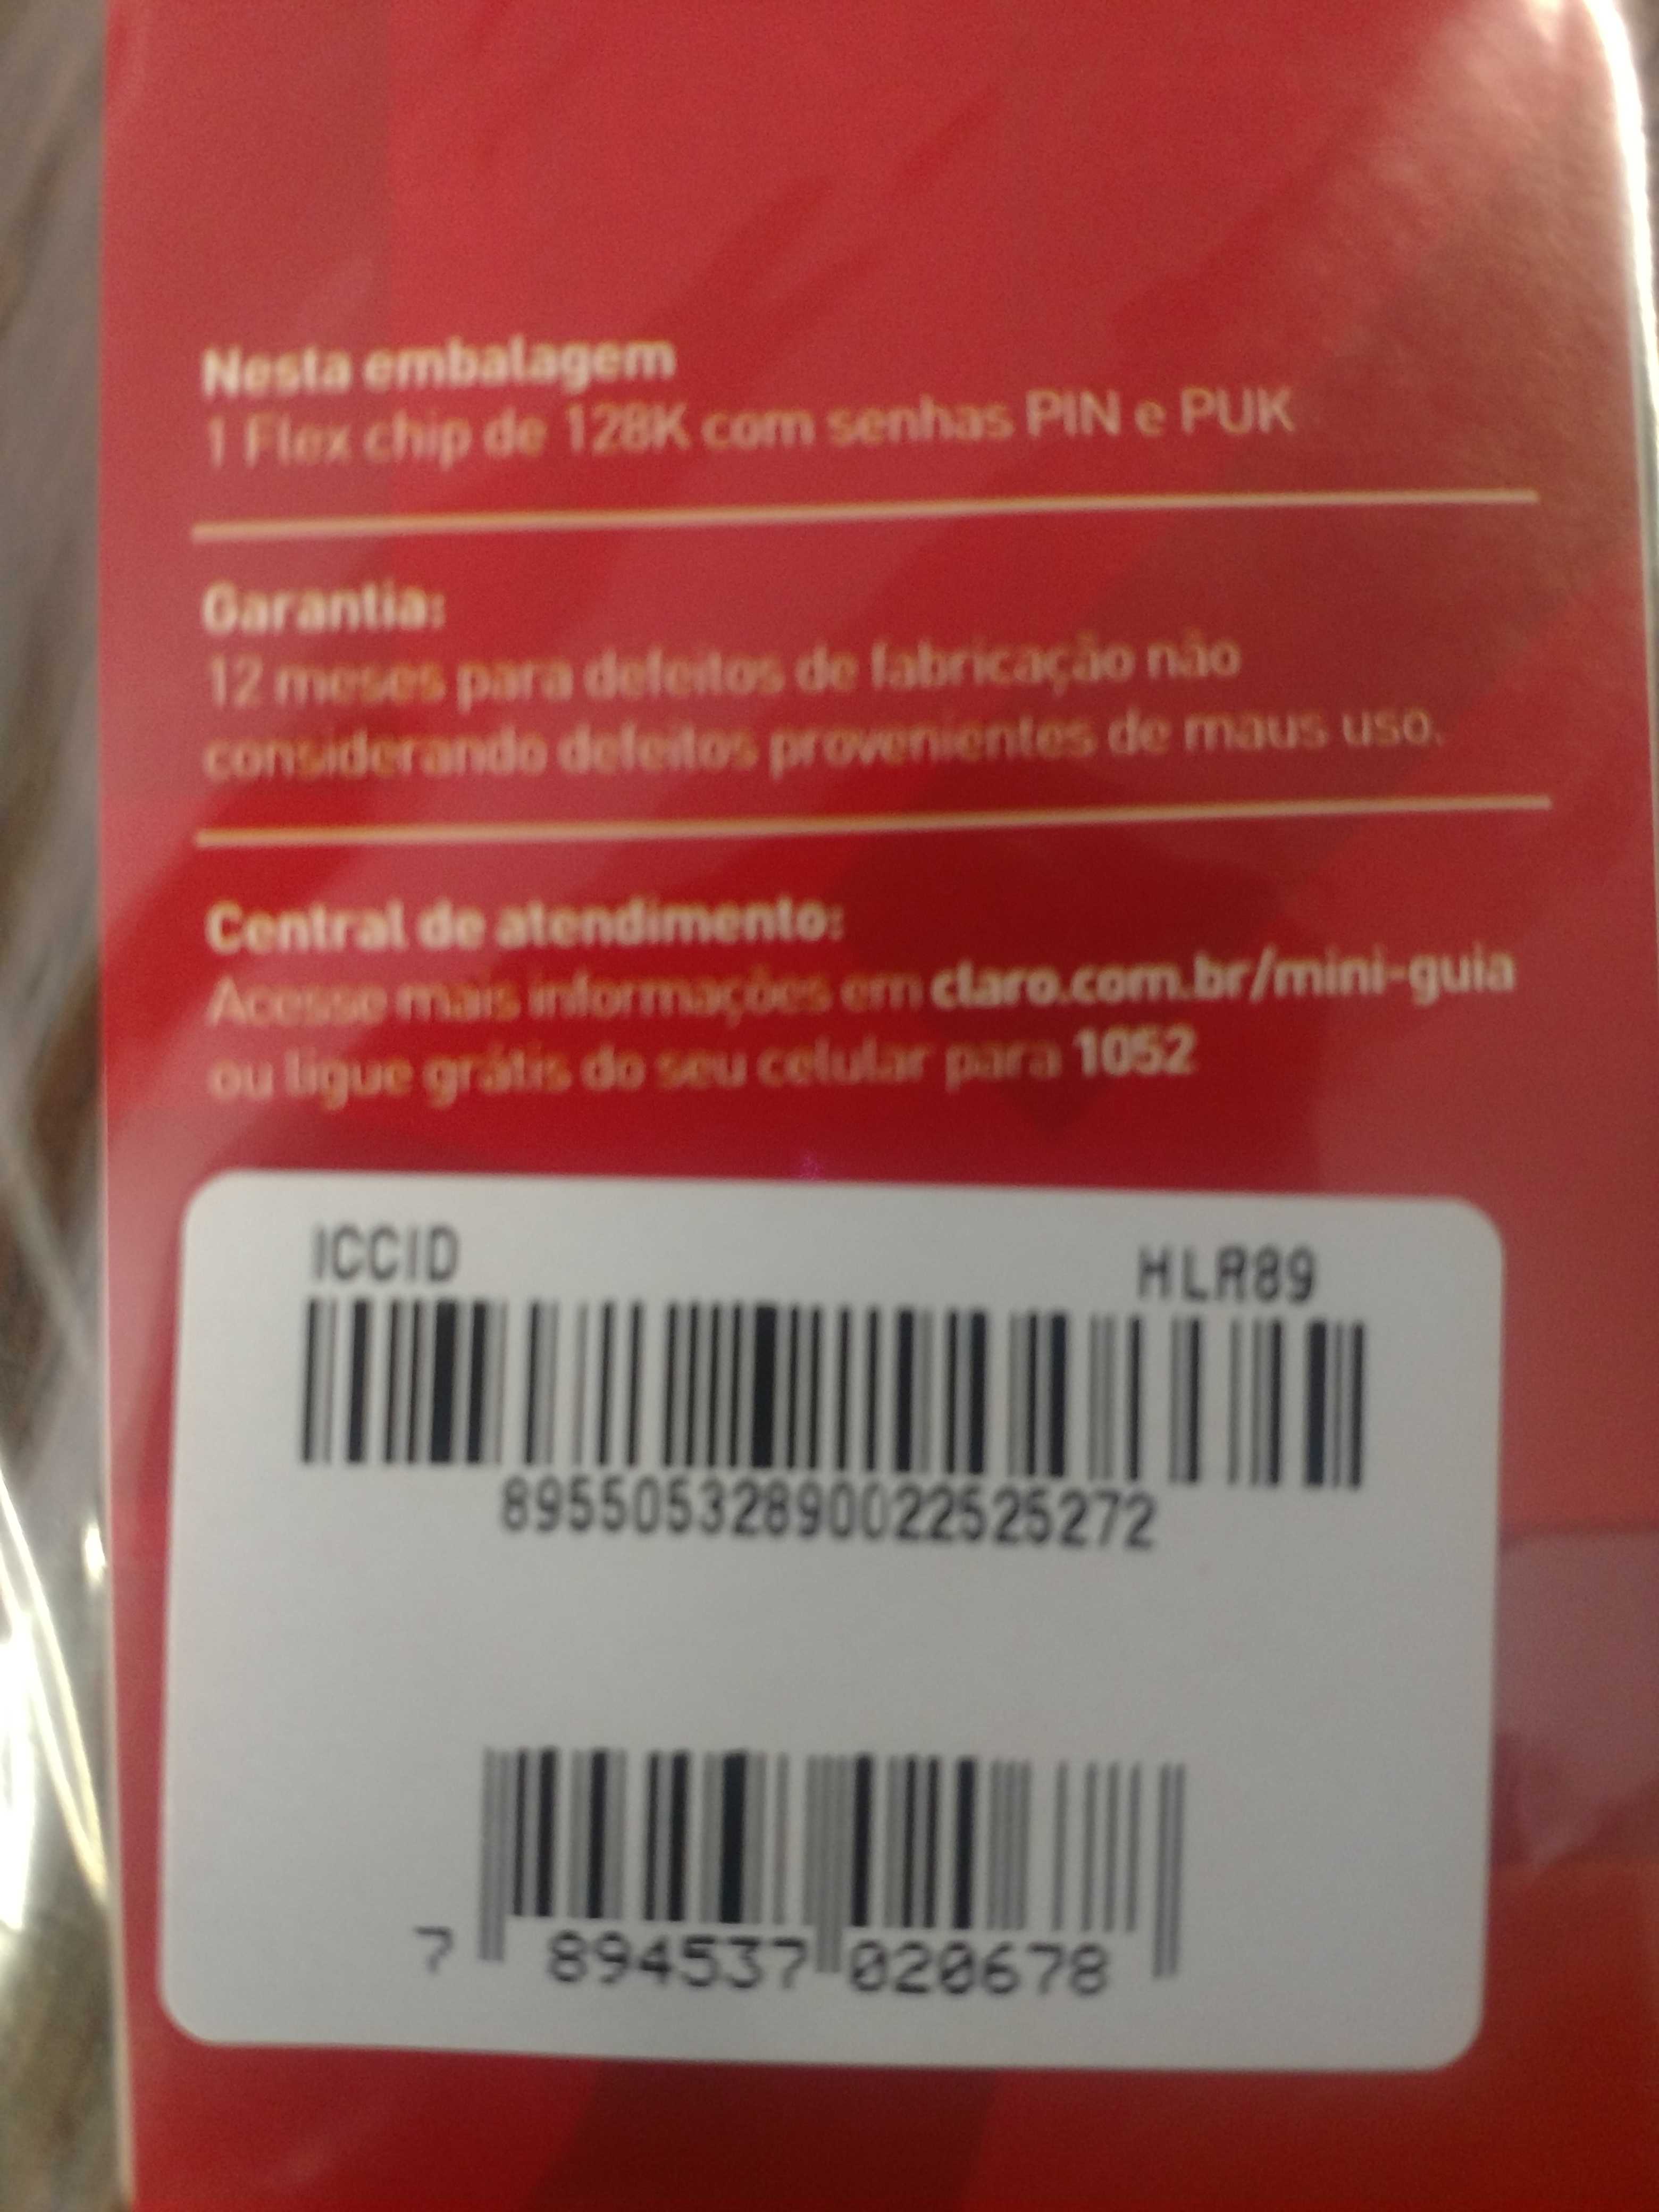 Nesta embalagem
1 Flex chip de 128K com senhas PIN e PUK
Garantia:
12 meses para defeitos de fabricação não
considerando defeitos provenientes de maus uso.
Central de atendimento:
Acesse mais informações em claro.com.br/mini-guia
ou ligue grátis do seu celular para 1052
ICCID HLR89
89550532890022525272
7 894537 020678